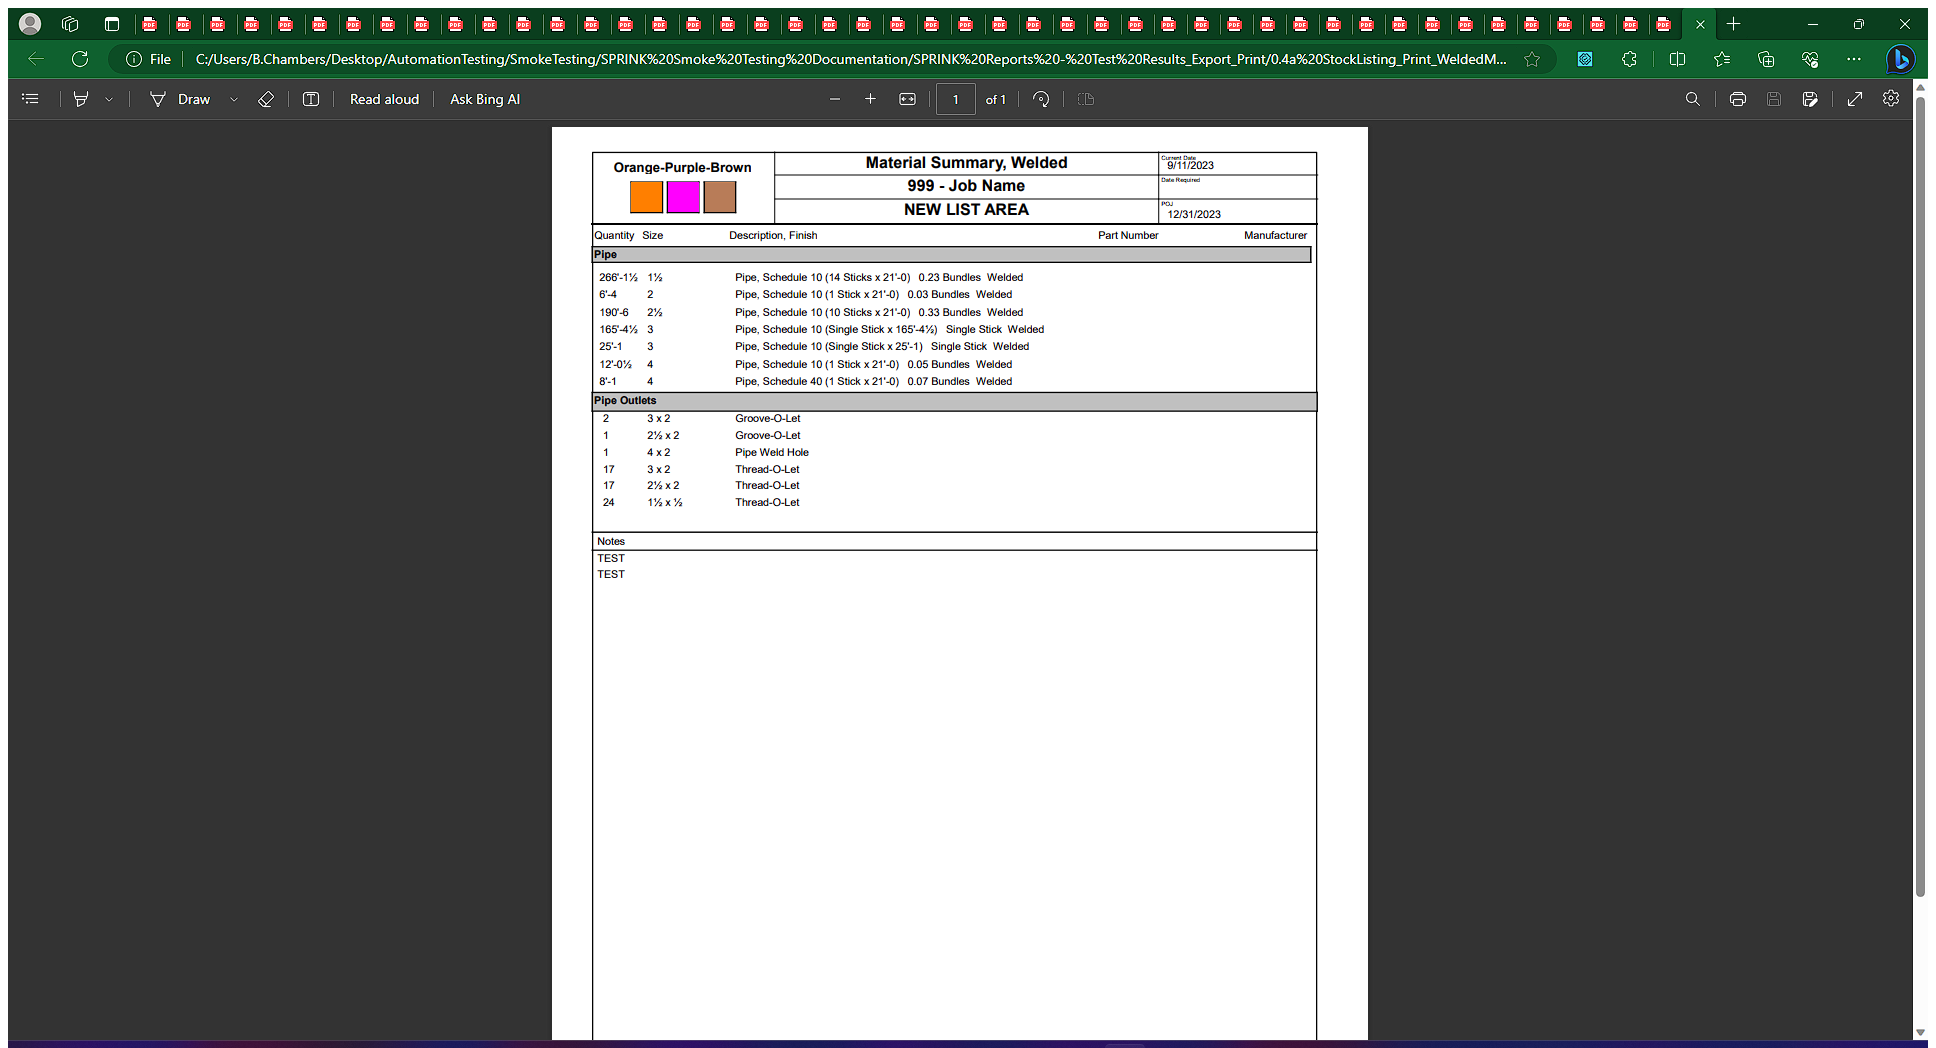 File
C:/Users/B.Chambers/Desktop/AutomationTesting/SmokeTesting/SPRINK%20Smoke%20Testing%20Documentation/SPRINK%20Reports%20-%20Test%20Results_Export_Print/0.4a%20StockListing_Print_WeldedM...
Draw
Read aloud
Ask Bing AI
1 of 1
Orange-Purple-Brown
Material Summary, Welded
999 - Job Name
NEW LIST AREA
Current Date
9/11/2023
Date Required
POJ
12/31/2023
Quantity Size Description, Finish Part Number Manufacturer
Pipe
266'-1½ 1½ Pipe, Schedule 10 (14 Sticks x 21'-0) 0.23 Bundles Welded
6'-4 2 Pipe, Schedule 10 (1 Stick x 21'-0) 0.03 Bundles Welded
190'-6 2½ Pipe, Schedule 10 (10 Sticks x 21'-0) 0.33 Bundles Welded
165'-4½ 3 Pipe, Schedule 10 (Single Stick x 165'-4½) Single Stick Welded
25'-1 3 Pipe, Schedule 10 (Single Stick x 25'-1) Single Stick Welded
12'-0½ 4 Pipe, Schedule 10 (1 Stick x 21'-0) 0.05 Bundles Welded
8'-1 4 Pipe, Schedule 40 (1 Stick x 21'-0) 0.07 Bundles Welded
Pipe Outlets
2 3 x 2 Groove-O-Let
1 2½ x 2 Groove-O-Let
1 4 x 2 Pipe Weld Hole
17 3 x 2 Thread-O-Let
17 2½ x 2 Thread-O-Let
24 1½ x ½ Thread-O-Let
Notes
TEST
TEST